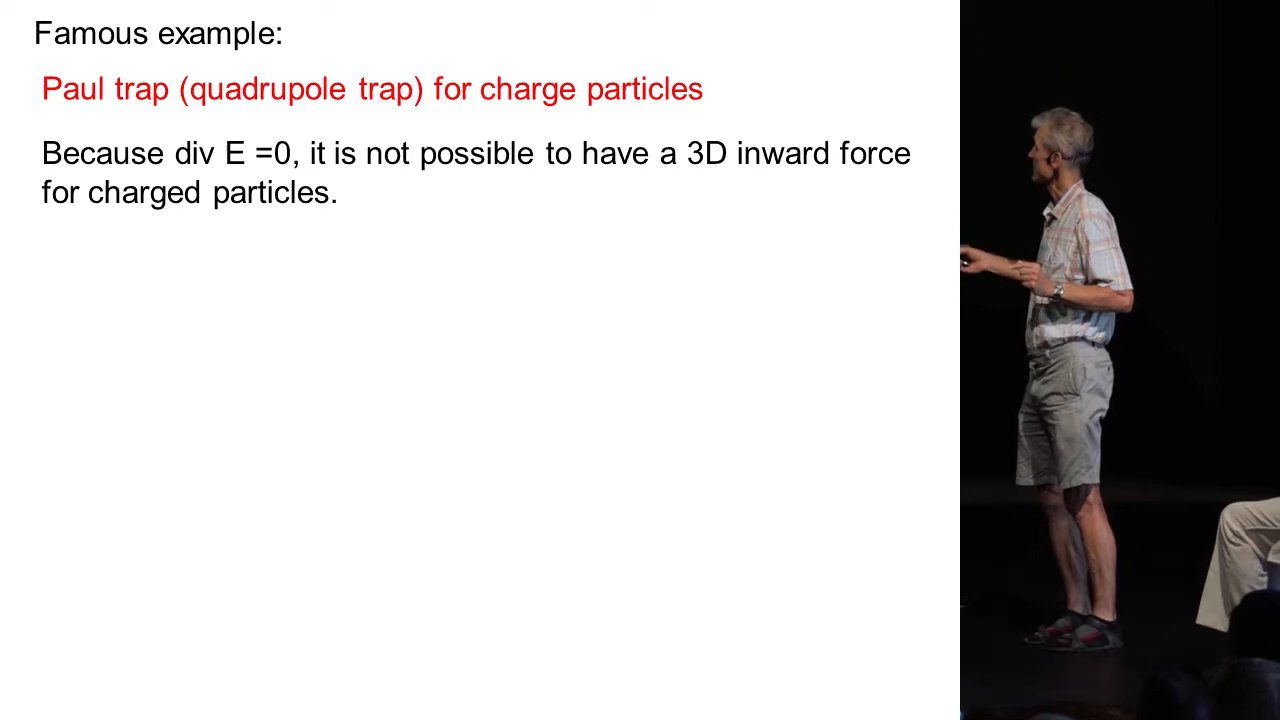 Famous example:
Paul trap (quadrupole trap) for charge particles
Because div E =0, it is not possible to have a 3D inward force
for charged particles.